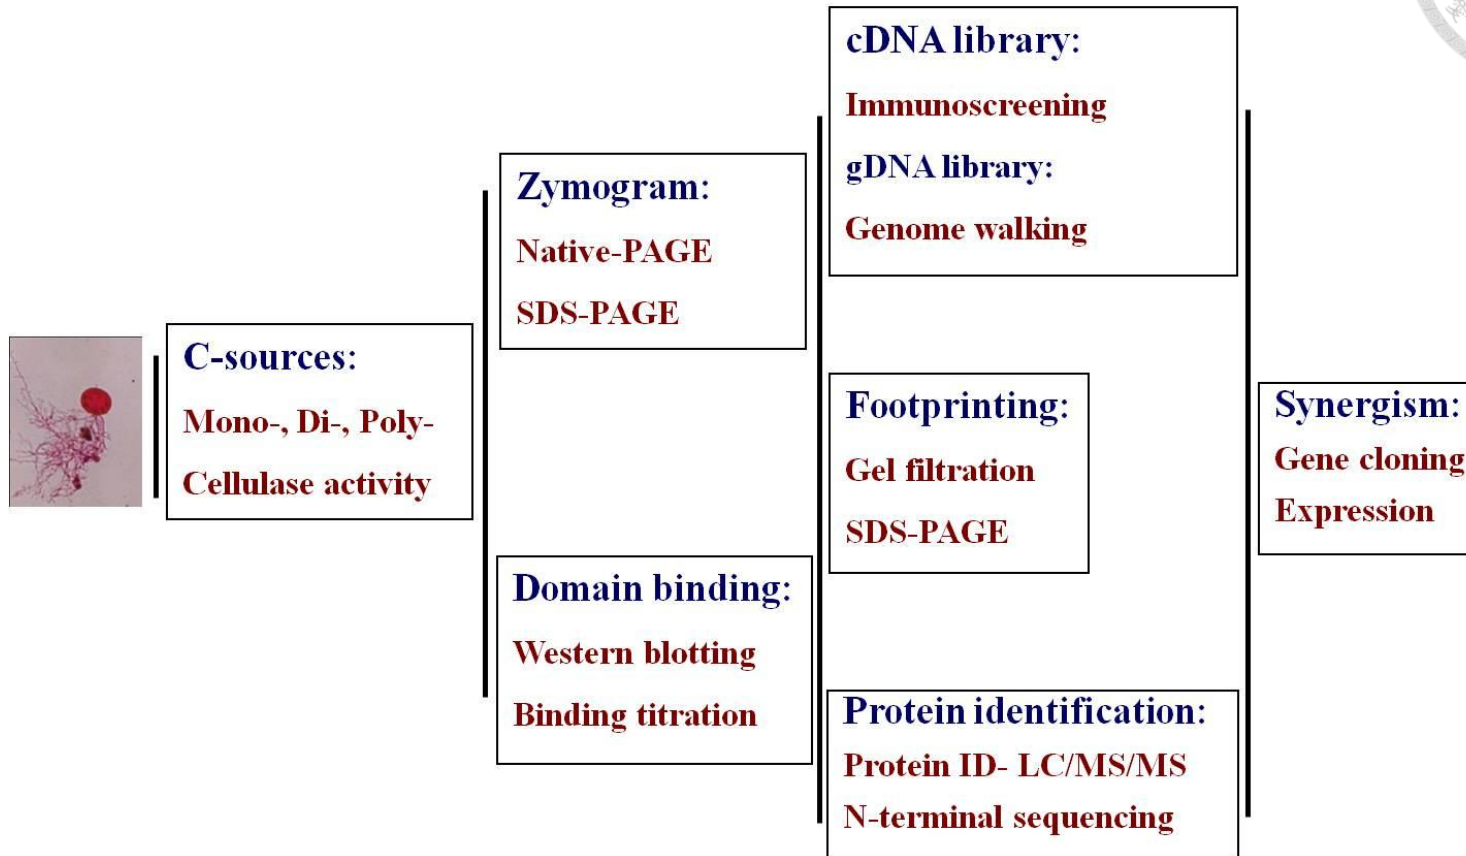 C-sources:
Mono-, Di-, Poly-
Cellulase activity
Zymogram:
Native-PAGE
SDS-PAGE
Domain binding:
Western blotting
Binding titration
cDNA library:
Immunoscreening
gDNA library:
Genome walking
Footprinting:
Gel filtration
SDS-PAGE
Protein identification:
Protein ID- LC/MS/MS
N-terminal sequencing
Synergism:
Gene cloning
Expression